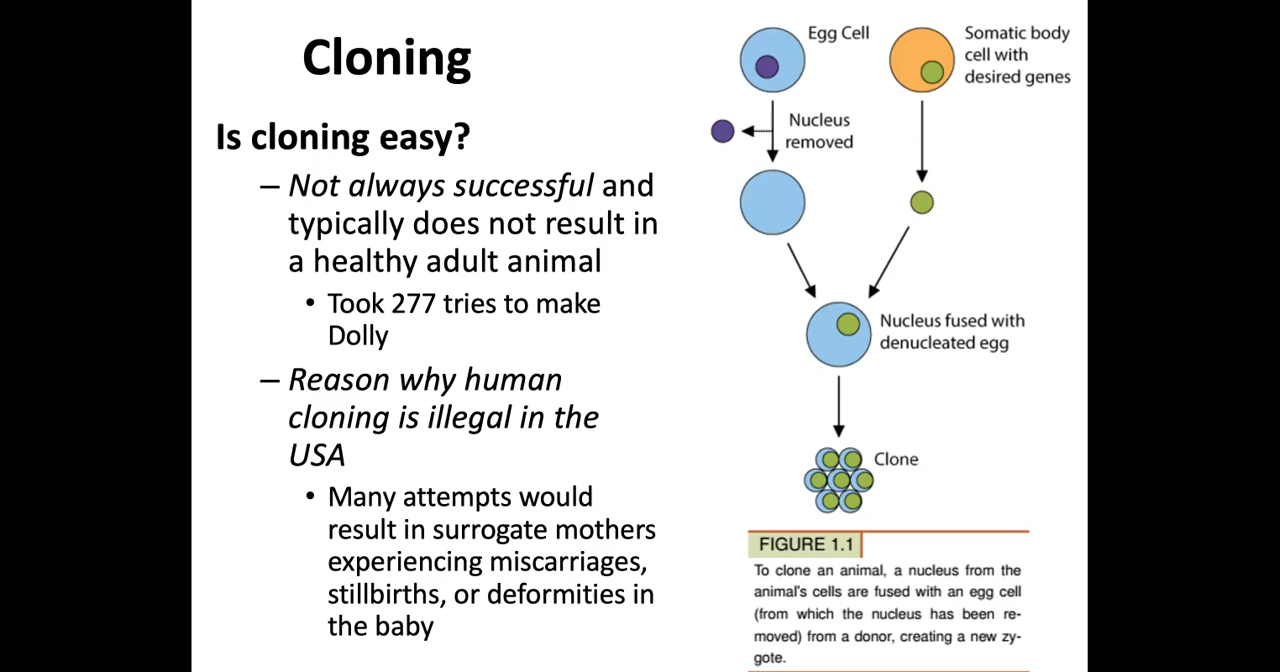 Cloning
Is cloning easy?
– Not always successful and
typically does not result in
a healthy adult animal
• Took 277 tries to make
Dolly
– Reason why human
cloning is illegal in the
USA
• Many attempts would
result in surrogate mothers
experiencing miscarriages,
stillbirths, or deformities in
the baby
Egg Cell
Somatic body
cell with
desired genes
Nucleus
removed
Nucleus fused with
denucleated egg
Clone
FIGURE 1.1
To clone an animal, a nucleus from the
animal's cells are fused with an egg cell
(from which the nucleus has been re-
moved) from a donor, creating a new zy-
gote.